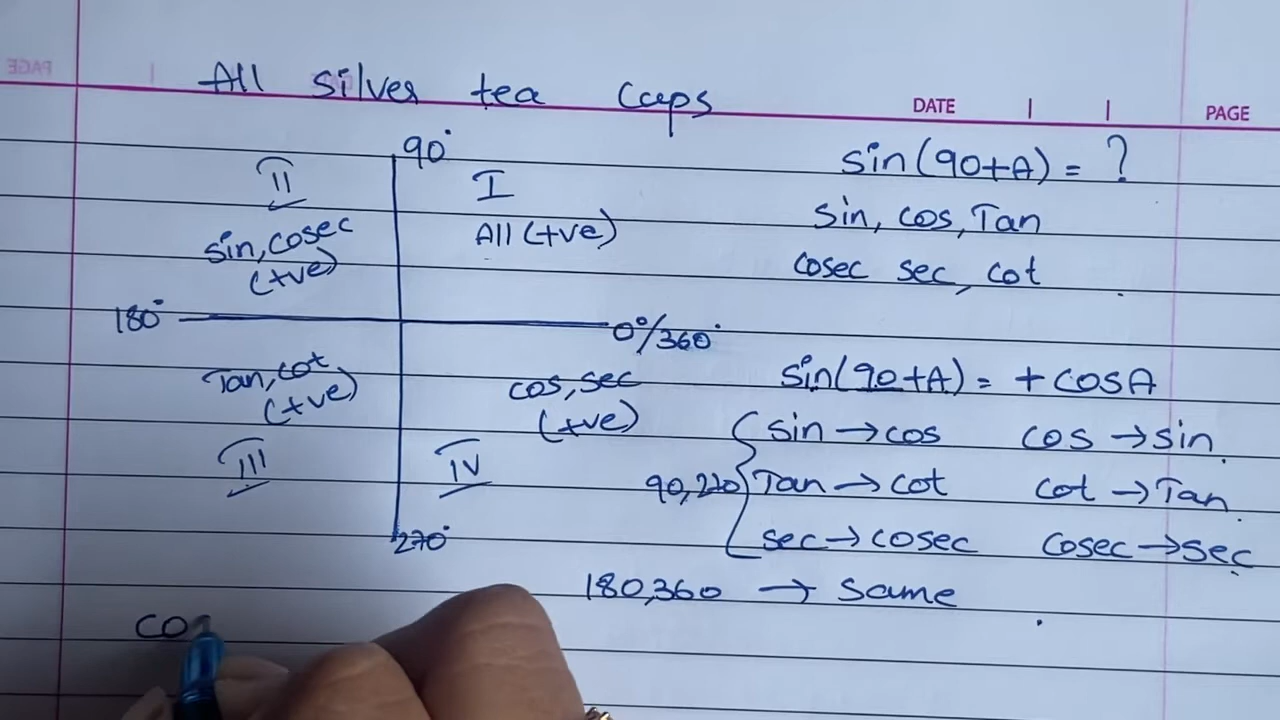 PAGE
All silver tea Cups
DATE
PAGE
90°
II
I
sin, cosec
(+ve)
All (+ve)
180°
0°/360°
Tan, cot
(+ve)
cos, sec
(+ve)
III
IV
270°
sin(90+A) = ?
sin, cos, Tan
cosec sec, cot
sin(90+A) = +cosA
sin → cos cos → sin
90,270 Tan → cot cot → Tan
sec → cosec cosec → sec
180,360 → same
co